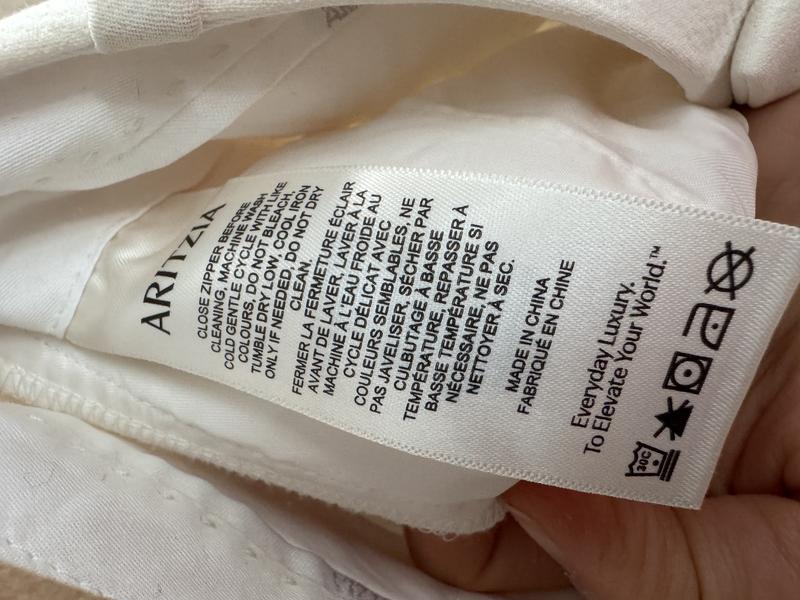 ARITZIA
CLOSE ZIPPER BEFORE
CLEANING, MACHINE WASH
COLD GENTLE CYCLE WITH LIKE
COLOURS, DO NOT BLEACH,
TUMBLE DRY LOW, COOL IRON
ONLY IF NEEDED, DO NOT DRY
CLEAN.
FERMER LA FERMETURE ÉCLAIR
AVANT DE LAVER, LAVER À LA
MACHINE À L'EAU FROIDE AU
CYCLE DÉLICAT AVEC
COULEURS SEMBLABLES, NE
PAS JAVELISER, SÉCHER PAR
CULBUTAGE À BASSE
TEMPÉRATURE, REPASSER À
BASSE TEMPÉRATURE SI
NÉCESSAIRE, NE PAS
NETTOYER À SEC.
MADE IN CHINA
FABRIQUÉ EN CHINE
Everyday Luxury.
To Elevate Your World.™
30C